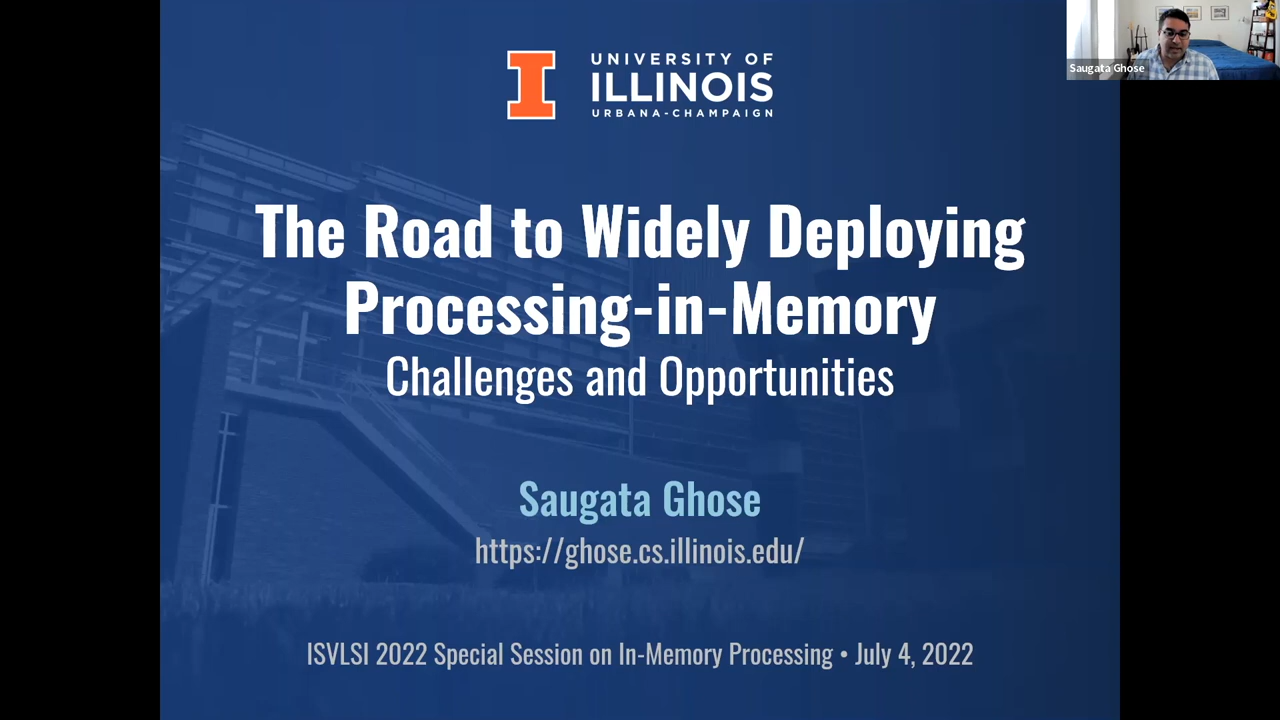 UNIVERSITY OF
ILLINOIS
URBANA-CHAMPAIGN
Saugata Ghose
The Road to Widely Deploying
Processing-in-Memory
Challenges and Opportunities
Saugata Ghose
https://ghose.cs.illinois.edu/
ISVLSI 2022 Special Session on In-Memory Processing • July 4, 2022